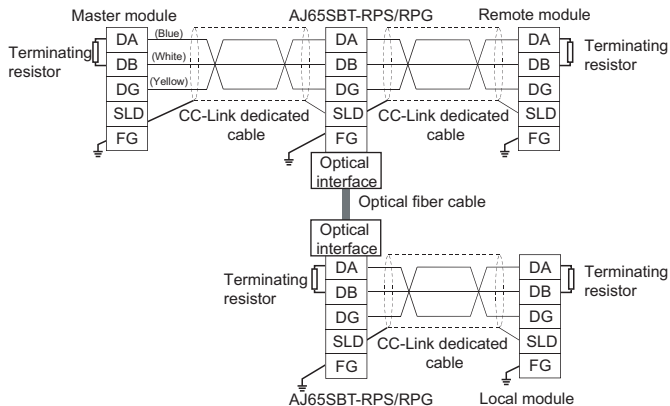 Master module
AJ65SBT-RPS/RPG
Remote module
Terminating
resistor
DA
DB
DG
SLD
FG
(Blue)
(White)
(Yellow)
CC-Link dedicated
cable
DA
DB
DG
SLD
FG
CC-Link dedicated
cable
DA
DB
DG
SLD
FG
Terminating
resistor
Optical
interface
Optical fiber cable
Optical
interface
Terminating
resistor
DA
DB
DG
SLD
FG
CC-Link dedicated
cable
DA
DB
DG
SLD
FG
Terminating
resistor
AJ65SBT-RPS/RPG
Local module